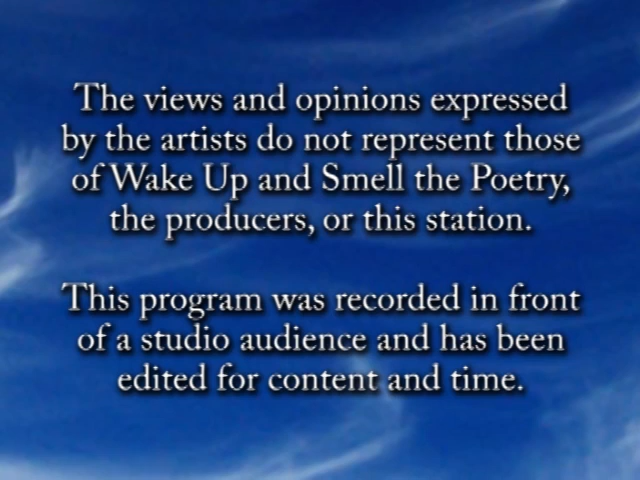 The views and opinions expressed
by the artists do not represent those
of Wake Up and Smell the Poetry,
the producers, or this station.
This program was recorded in front
of a studio audience and has been
edited for content and time.